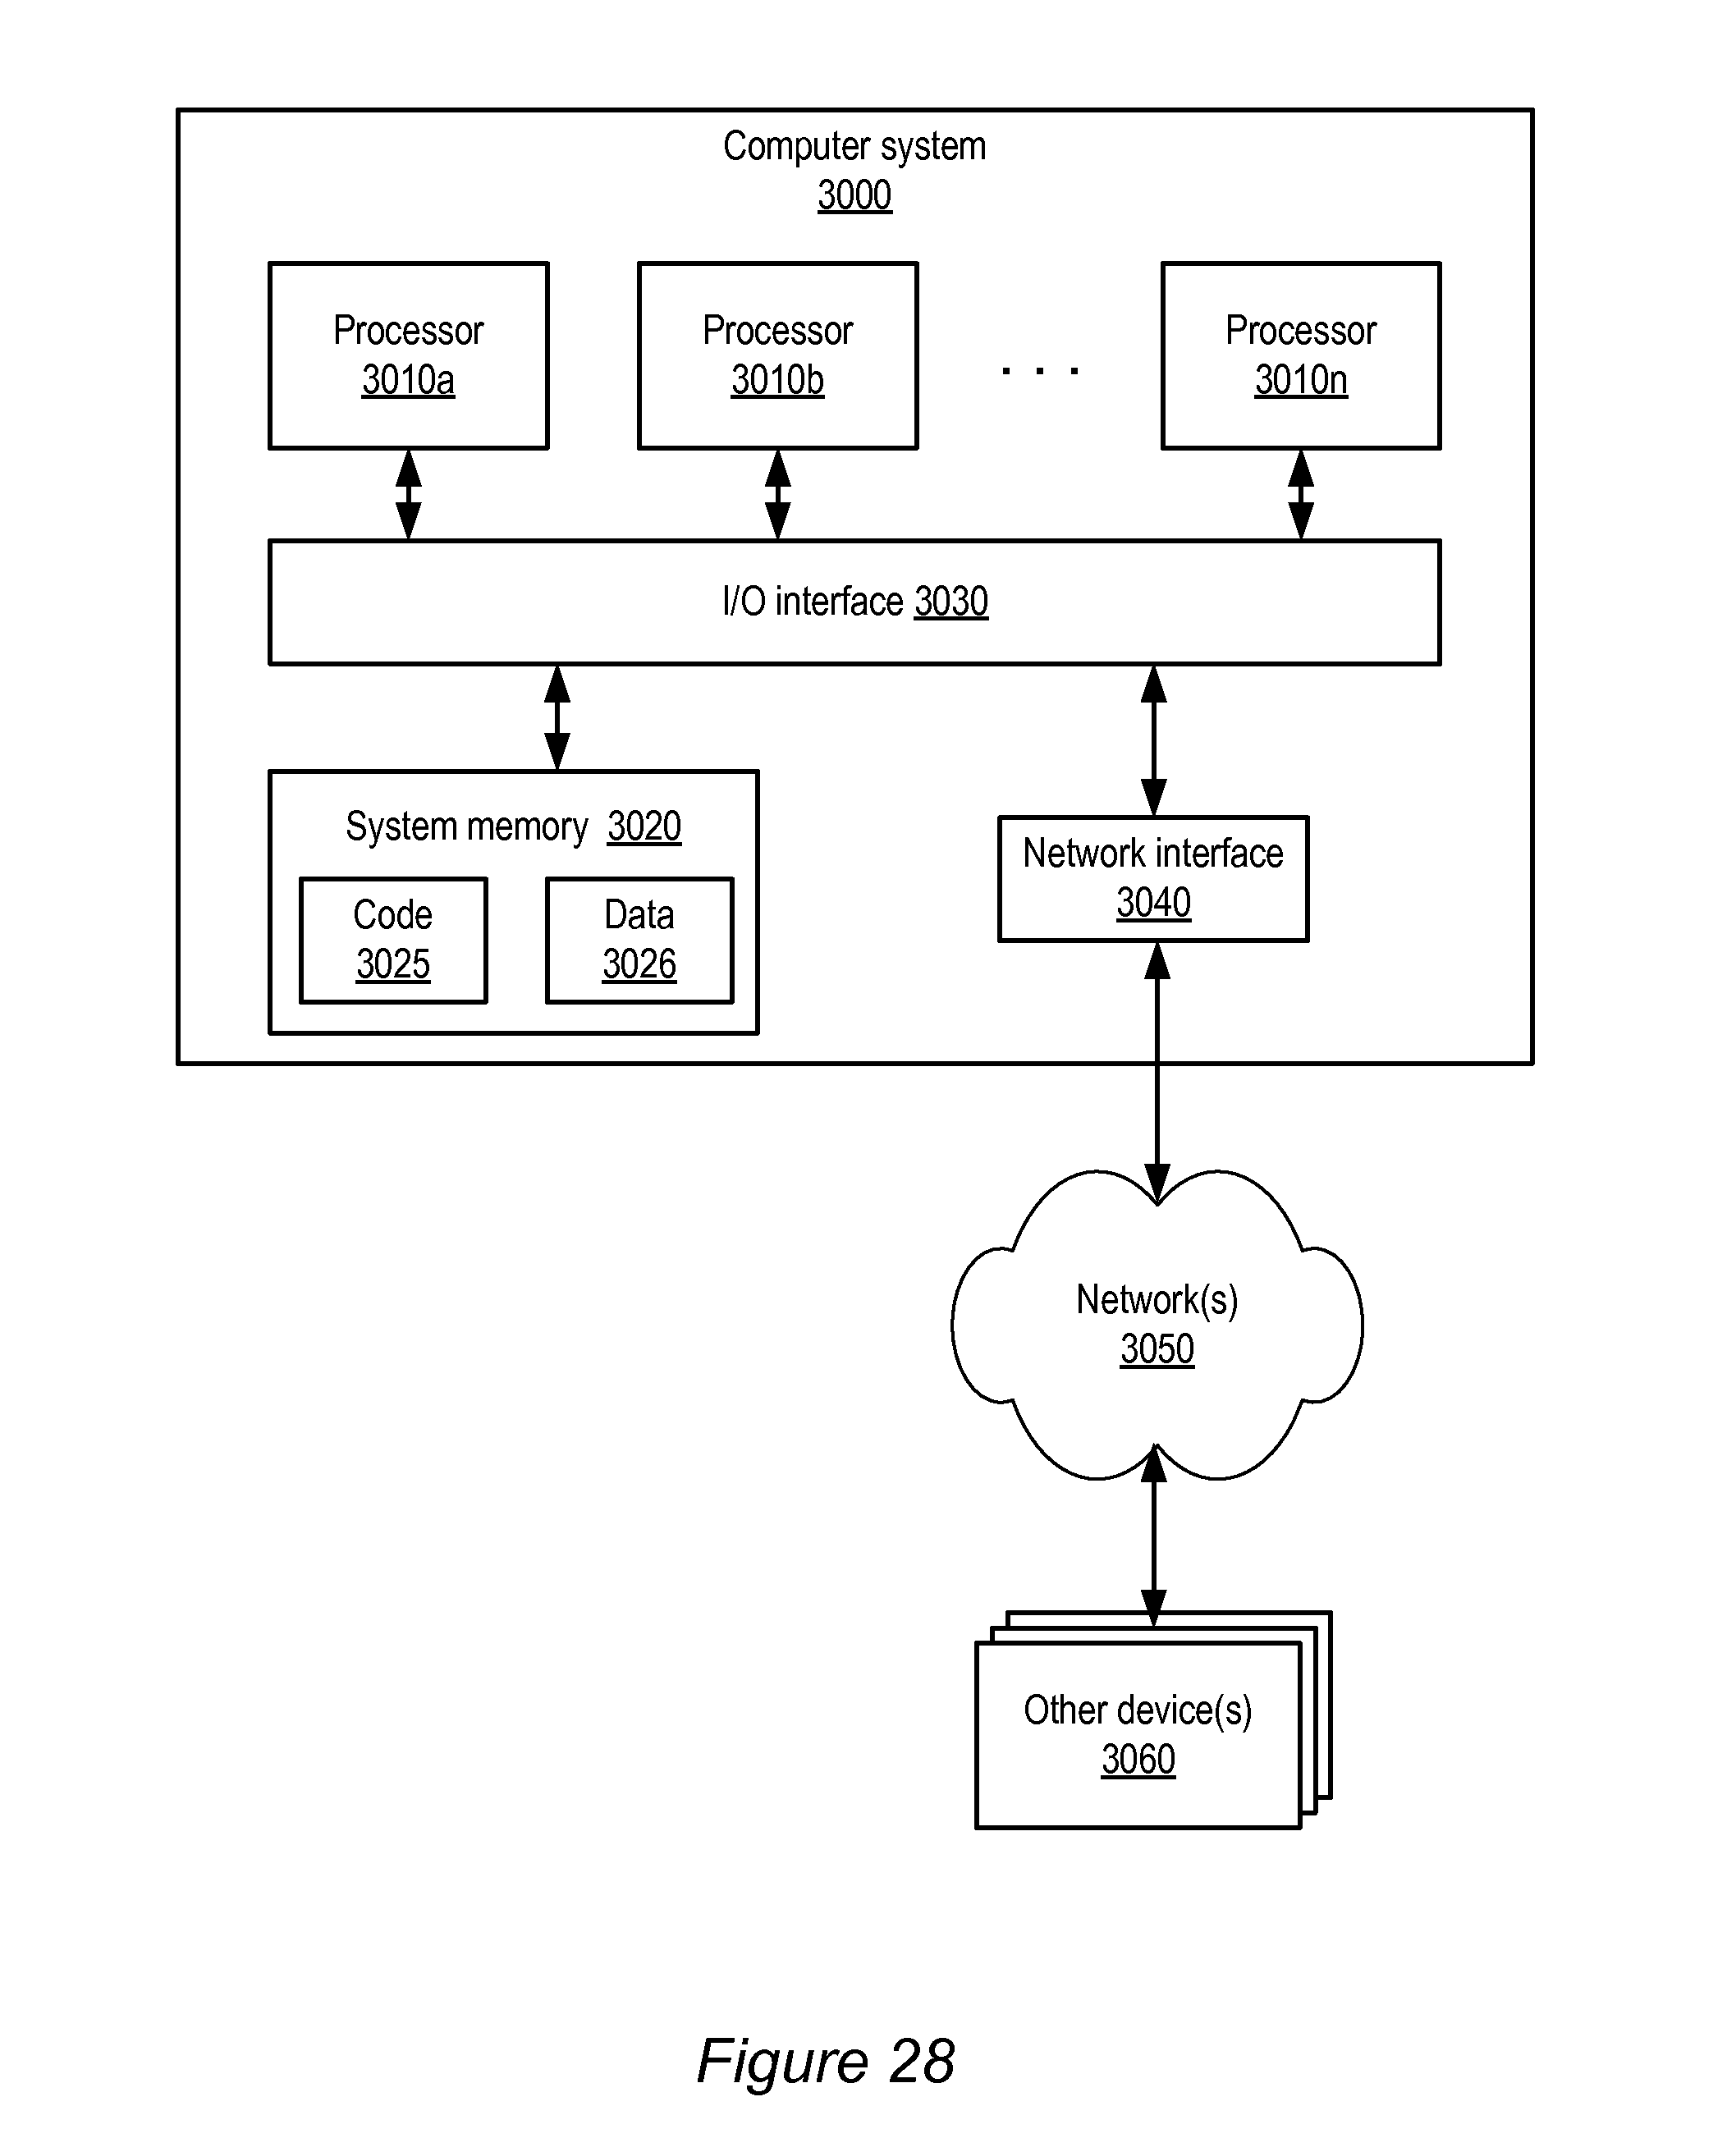 Computer system
3000
Processor
3010a
Processor
3010b
. . .
Processor
3010n
I/O interface 3030
System memory 3020
Code
3025
Data
3026
Network interface
3040
Network(s)
3050
Other device(s)
3060
Figure 28